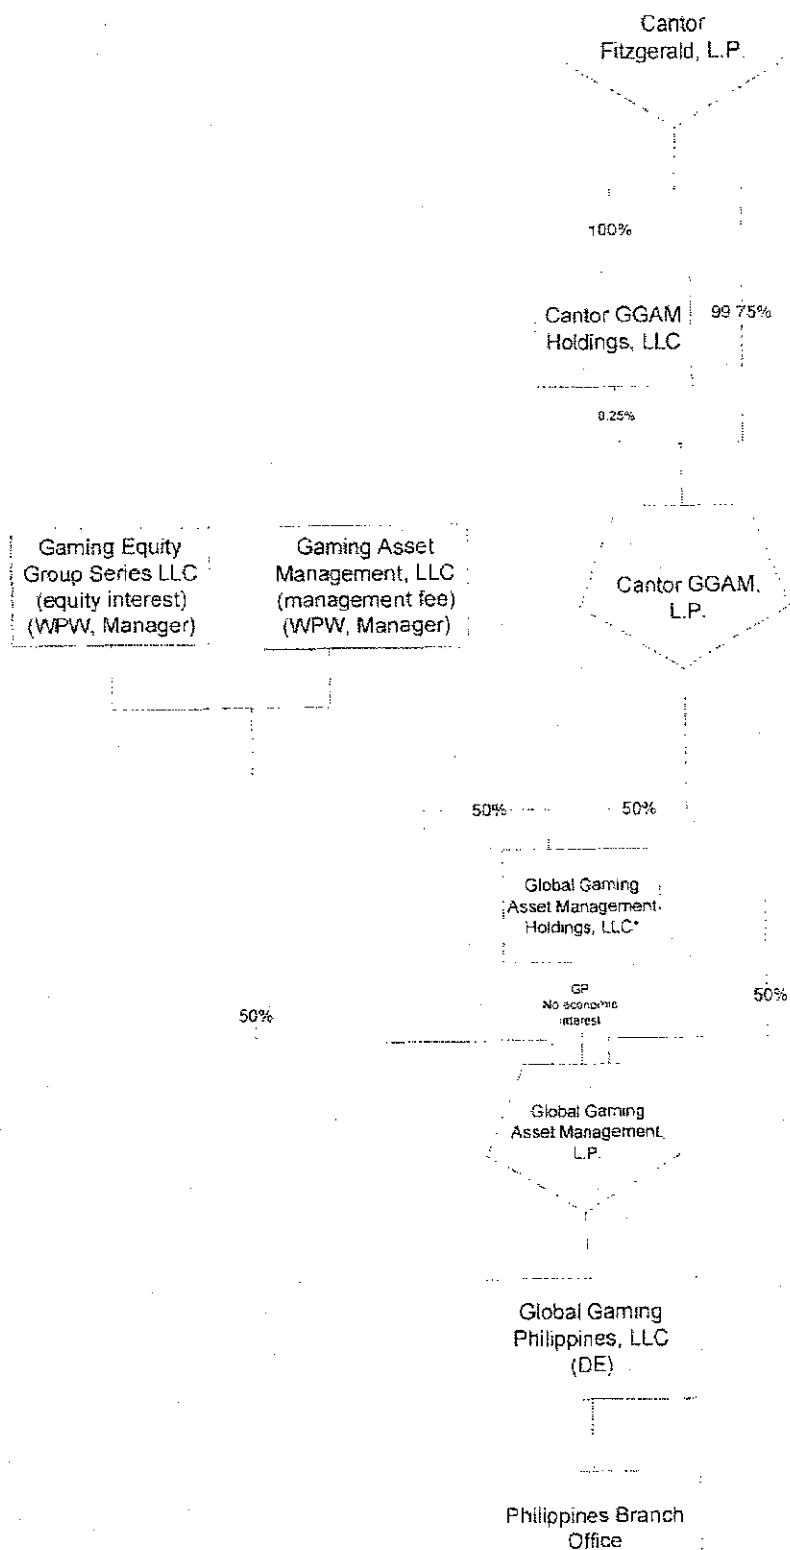 Cantor
Fitzgerald, L.P.
100%
Cantor GGAM
Holdings, LLC
99 75%
0.25%
Gaming Equity
Group Series LLC
(equity interest)
(WPW, Manager)
Gaming Asset
Management, LLC
(management fee)
(WPW, Manager)
Cantor GGAM,
L.P.
50%
50%
Global Gaming
Asset Management
Holdings, LLC*
GP
No economic
interest
50%
50%
Global Gaming
Asset Management,
L.P.
Global Gaming
Philippines, LLC
(DE)
Philippines Branch
Office